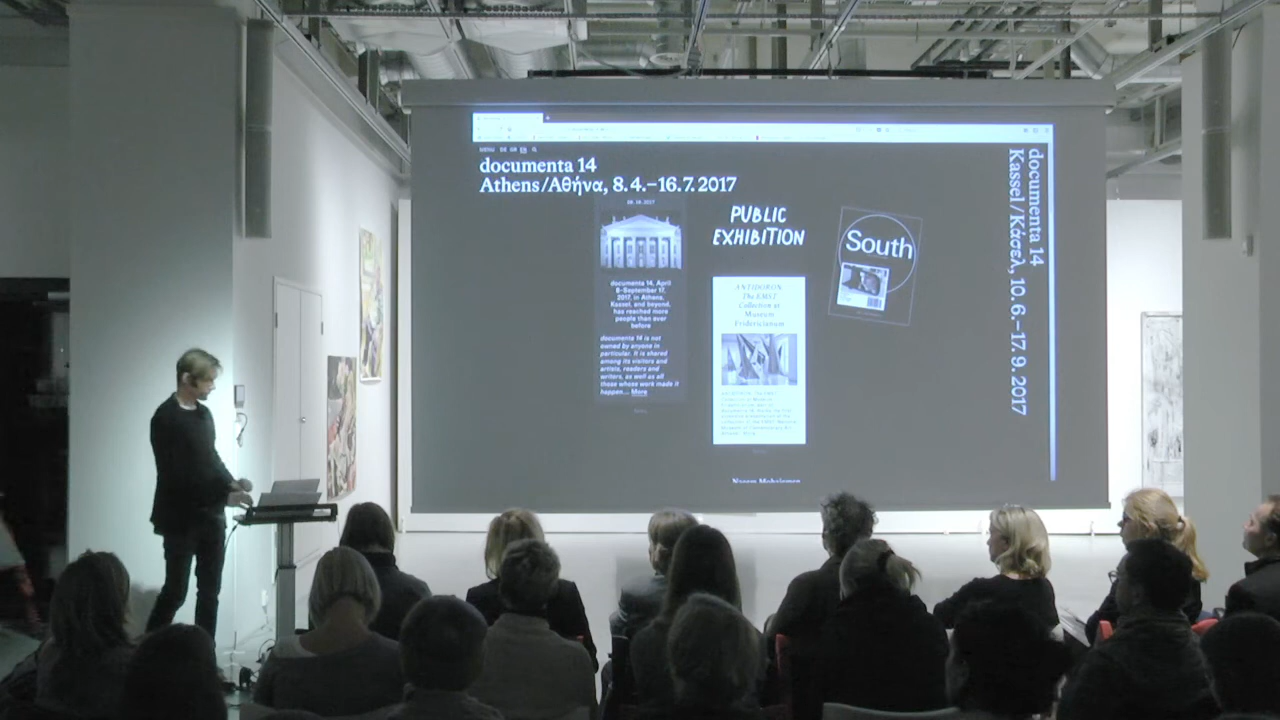 MENU DE GR EN
documenta 14
Athens/Αθήνα, 8.4.–16.7.2017
documenta 14, April
8–September 17,
2017, in Athens,
Kassel, and beyond,
has reached more
people than ever
before
documenta 14 is not
owned by anyone in
particular. It is shared
among its visitors and
artists, readers and
writers, as well as all
those whose work made it
happen... More
PUBLIC
EXHIBITION
ANTIDORON
The EMST
Collection at
Museum
Fridericianum
South
documenta 14
Kassel/Κάσελ, 10.6.–17.9.2017